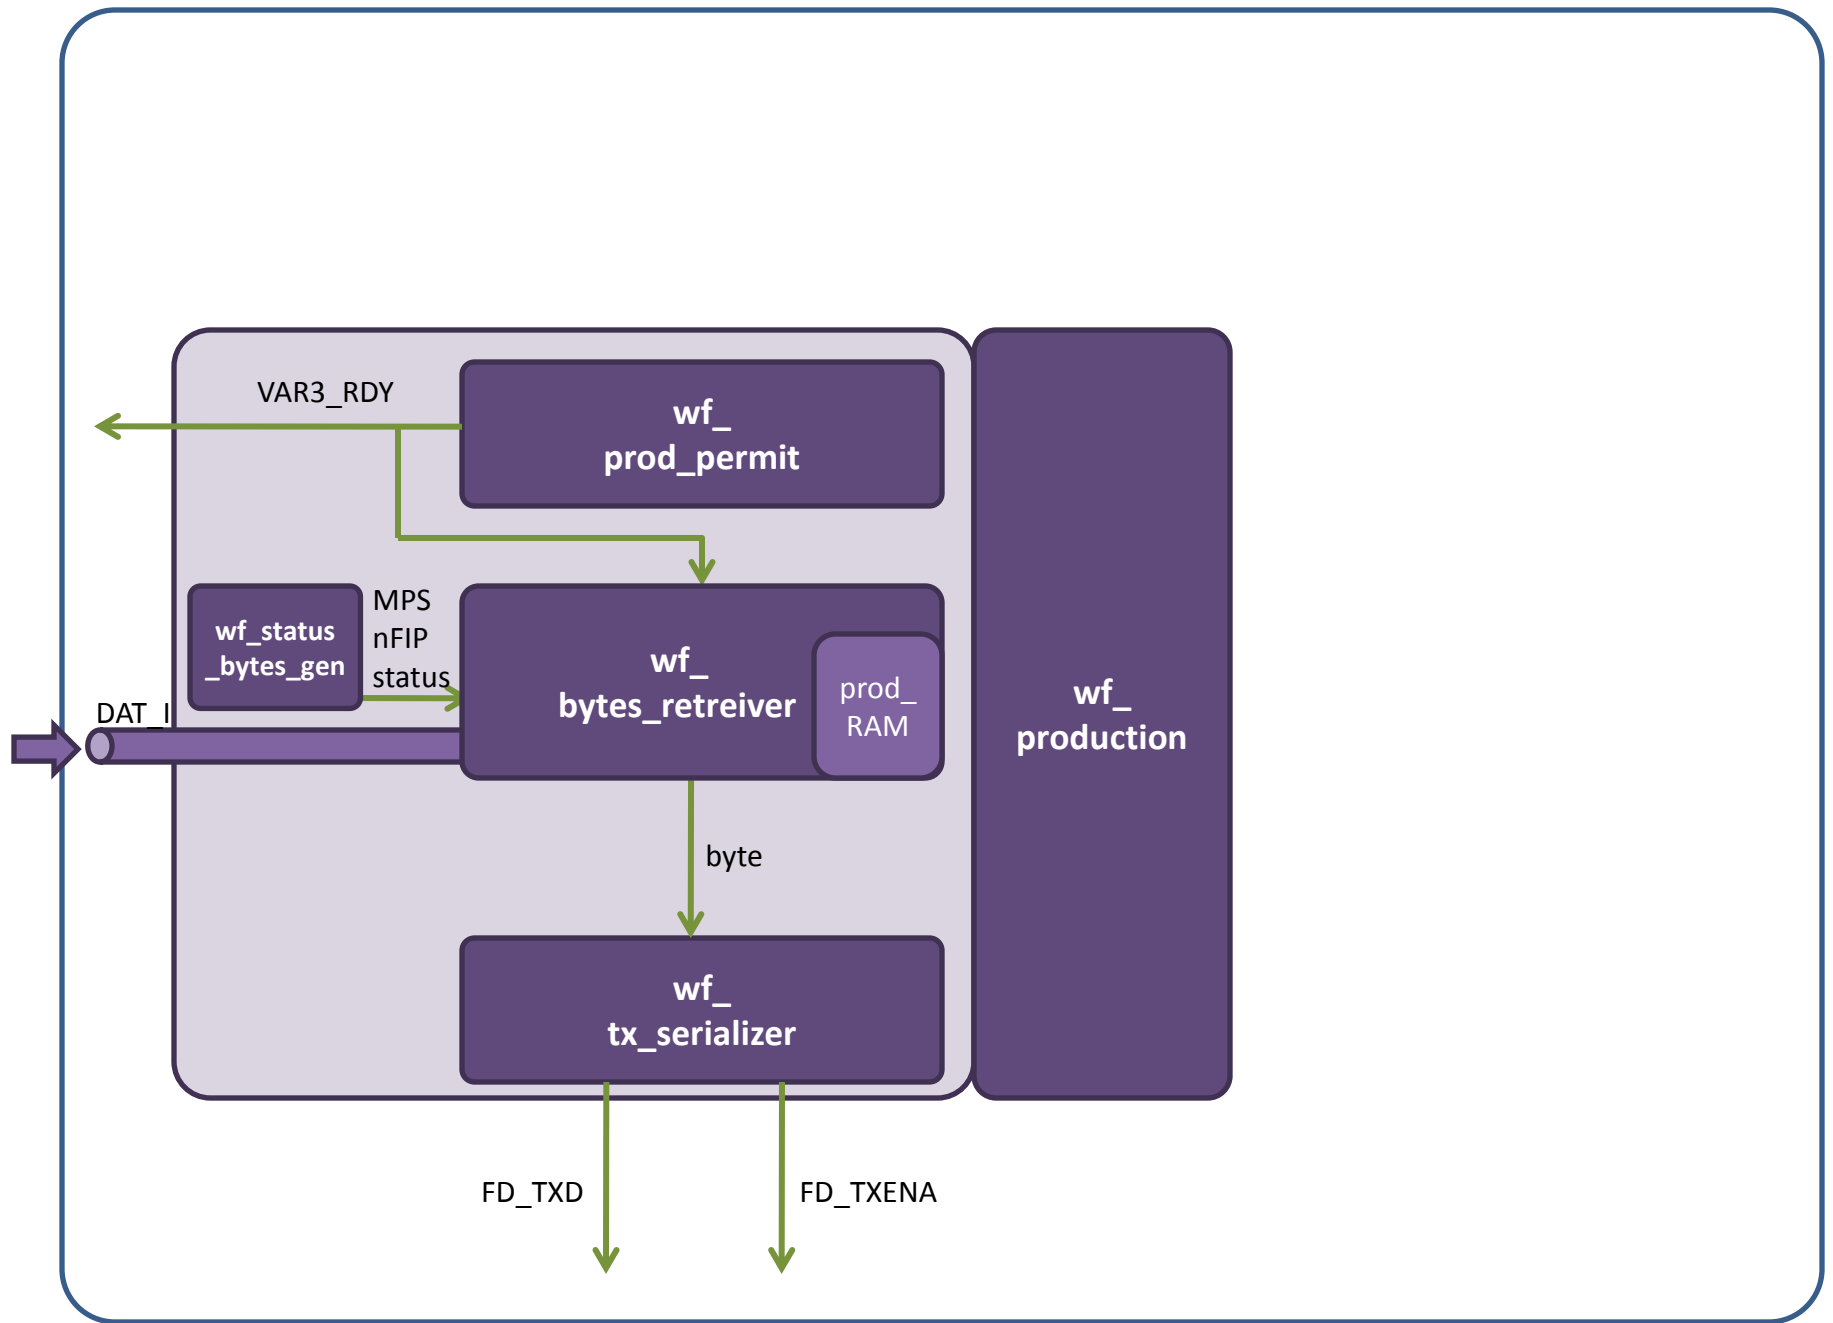 VAR3_RDY
wf_
prod_permit
wf_status
_bytes_gen
MPS
nFIP
status
wf_
bytes_retreiver
prod_
RAM
wf_
production
DAT_I
byte
wf_
tx_serializer
FD_TXD
FD_TXENA